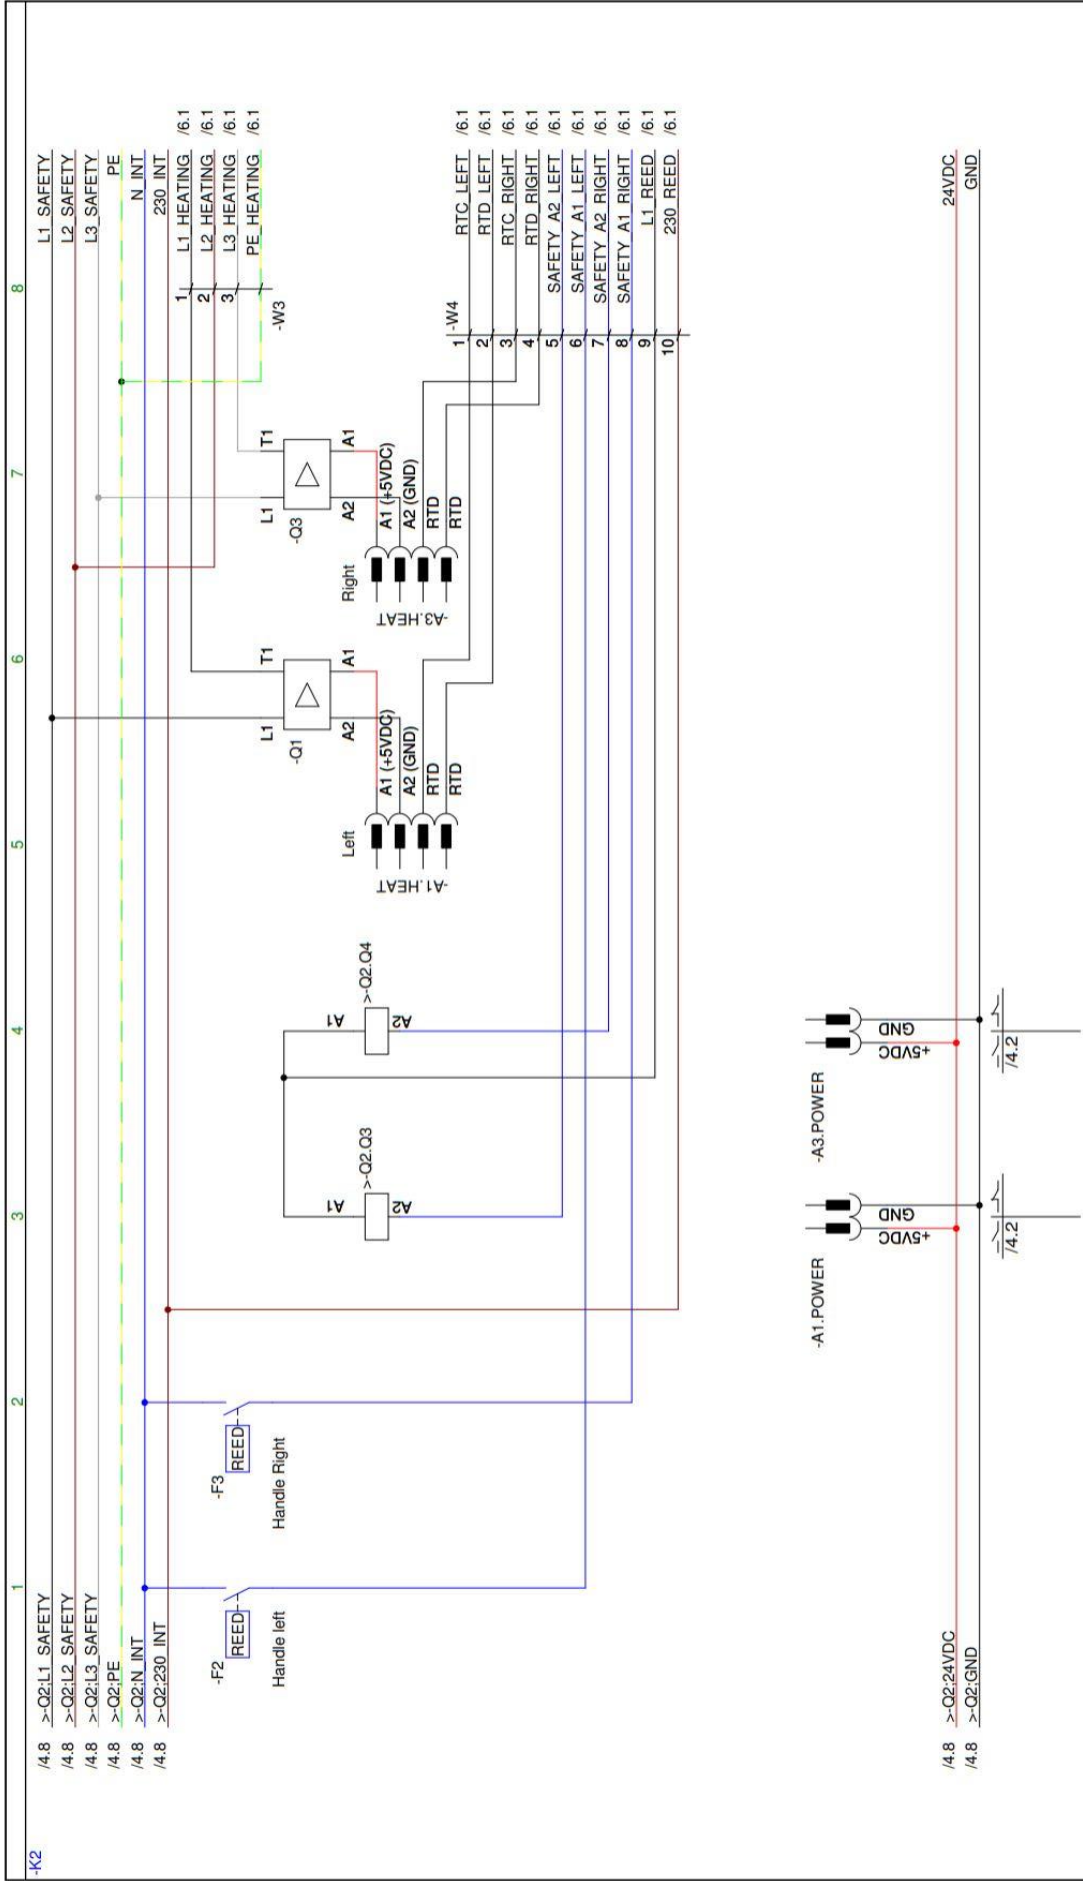 -K2
1
2
3
4
5
6
7
8
/4.8 >-Q2:L1_SAFETY
L1_SAFETY
/4.8 >-Q2:L2_SAFETY
L2_SAFETY
/4.8 >-Q2:L3_SAFETY
L3_SAFETY
/4.8 >-Q2:PE
PE
/4.8 >-Q2:N_INT
N_INT
/4.8 >-Q2:230_INT
230_INT
1 L1_HEATING /6.1
2 L2_HEATING /6.1
3 L3_HEATING /6.1
PE_HEATING /6.1
-W3
-F2
REED
Handle left
-F3
REED
Handle Right
A1
>-Q2.Q3
A2
A1
>-Q2.Q4
A2
L1
T1
-Q1
A2
A1
Left
A1 (+5VDC)
A2 (GND)
RTD
RTD
-A1.HEAT
L1
T1
-Q3
A2
A1
Right
A1 (+5VDC)
A2 (GND)
RTD
RTD
-A3.HEAT
-W4
1 RTC_LEFT /6.1
2 RTD_LEFT /6.1
3 RTC_RIGHT /6.1
4 RTD_RIGHT /6.1
5 SAFETY_A2_LEFT /6.1
6 SAFETY_A1_LEFT /6.1
7 SAFETY_A2_RIGHT /6.1
8 SAFETY_A1_RIGHT /6.1
9 L1_REED /6.1
10 230_REED /6.1
-A1.POWER
+5VDC
GND
-A3.POWER
+5VDC
GND
/4.8 >-Q2:24VDC
24VDC
/4.8 >-Q2:GND
GND
/4.2
/4.2